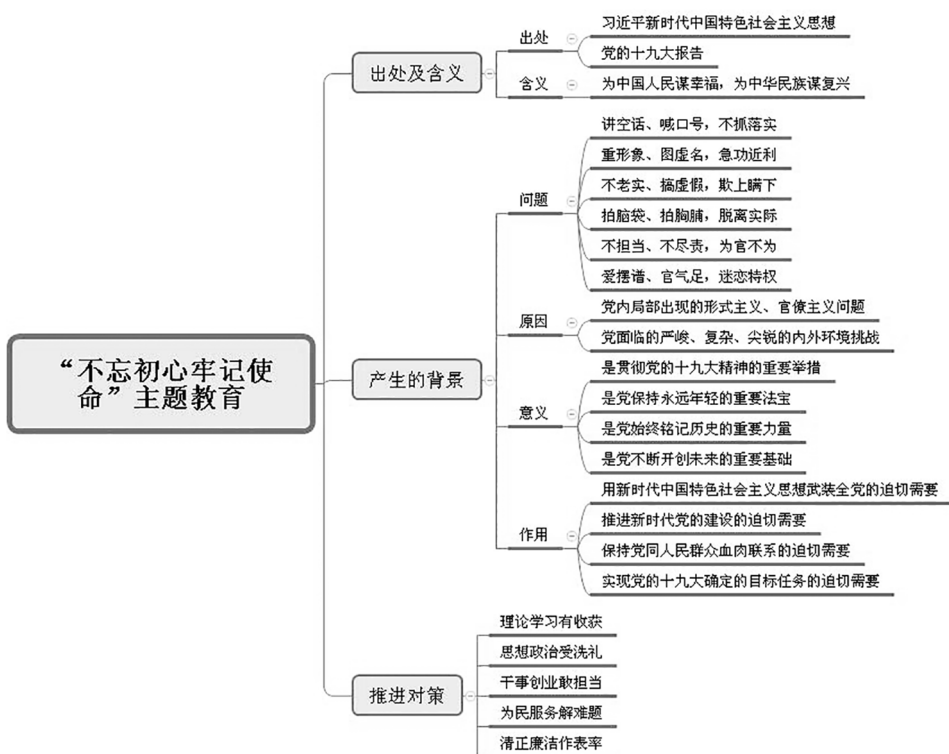 “不忘初心牢记使
命”主题教育
出处及含义
出处
习近平新时代中国特色社会主义思想
党的十九大报告
含义
为中国人民谋幸福，为中华民族谋复兴
产生的背景
问题
讲空话、喊口号，不抓落实
重形象、图虚名，急功近利
不老实、搞虚假，欺上瞒下
拍脑袋、拍胸脯，脱离实际
不担当、不尽责，为官不为
爱摆谱、官气足，迷恋特权
原因
党内局部出现的形式主义、官僚主义问题
党面临的严峻、复杂、尖锐的内外环境挑战
意义
是贯彻党的十九大精神的重要举措
是党保持永远年轻的重要法宝
是党始终铭记历史的重要力量
是党不断开创未来的重要基础
作用
用新时代中国特色社会主义思想武装全党的迫切需要
推进新时代党的建设的迫切需要
保持党同人民群众血肉联系的迫切需要
实现党的十九大确定的目标任务的迫切需要
推进对策
理论学习有收获
思想政治受洗礼
干事创业敢担当
为民服务解难题
清正廉洁作表率